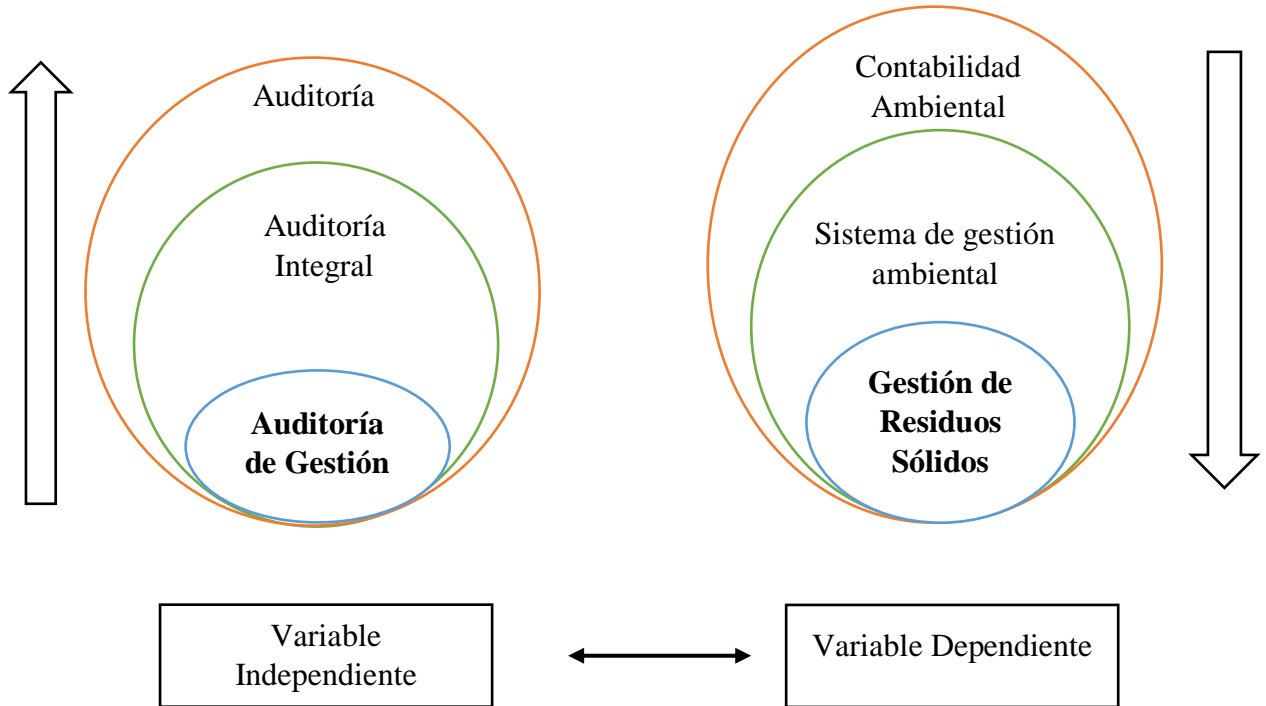 Auditoría
Auditoría
Integral
Auditoría
de Gestión
Contabilidad
Ambiental
Sistema de gestión
ambiental
Gestión de
Residuos
Sólidos
Variable
Independiente
Variable Dependiente